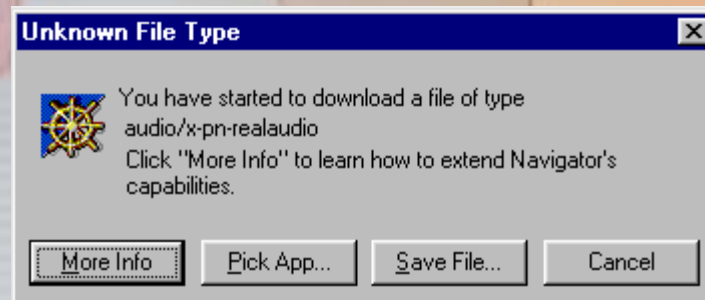 Unknown File Type
You have started to download a file of type
audio/x-pn-realaudio
Click "More Info" to learn how to extend Navigator's
capabilities.
More Info Pick App... Save File... Cancel